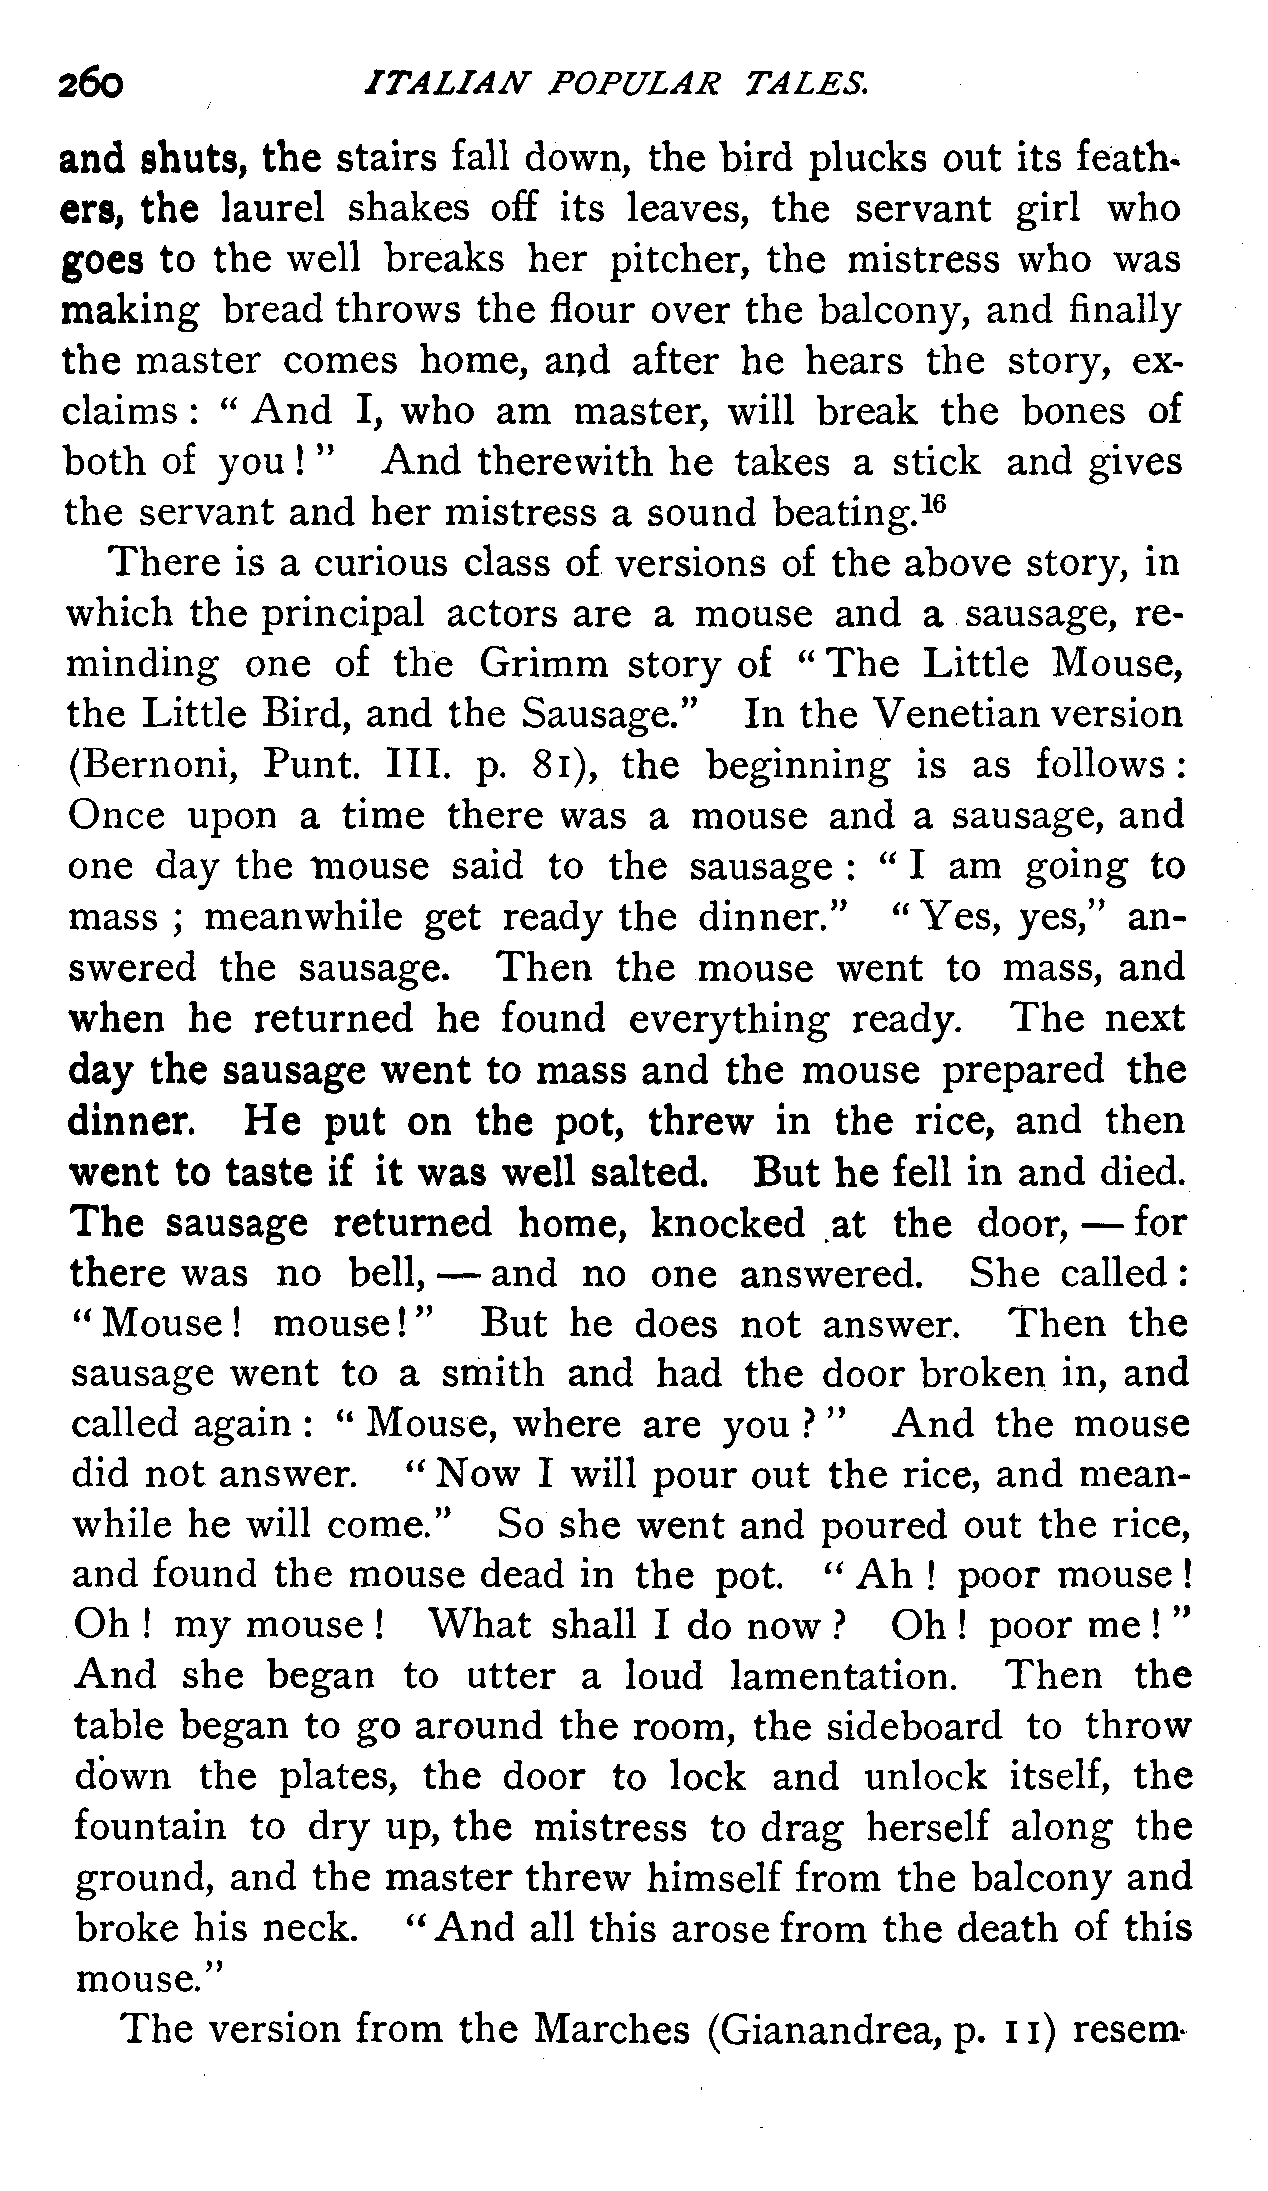 260 ITALIAN POPULAR TALES.
and shuts, the stairs fall down, the bird plucks out its feath-
ers, the laurel shakes off its leaves, the servant girl who
goes to the well breaks her pitcher, the mistress who was
making bread throws the flour over the balcony, and finally
the master comes home, and after he hears the story, ex-
claims : “ And I, who am master, will break the bones of
both of you ! ” And therewith he takes a stick and gives
the servant and her mistress a sound beating.¹⁶
There is a curious class of versions of the above story, in
which the principal actors are a mouse and a sausage, re-
minding one of the Grimm story of “ The Little Mouse,
the Little Bird, and the Sausage.” In the Venetian version
(Bernoni, Punt. III. p. 81), the beginning is as follows :
Once upon a time there was a mouse and a sausage, and
one day the mouse said to the sausage : “ I am going to
mass ; meanwhile get ready the dinner.” “ Yes, yes,” an-
swered the sausage. Then the mouse went to mass, and
when he returned he found everything ready. The next
day the sausage went to mass and the mouse prepared the
dinner. He put on the pot, threw in the rice, and then
went to taste if it was well salted. But he fell in and died.
The sausage returned home, knocked at the door, — for
there was no bell, — and no one answered. She called :
“ Mouse ! mouse ! ” But he does not answer. Then the
sausage went to a smith and had the door broken in, and
called again : “ Mouse, where are you ? ” And the mouse
did not answer. “ Now I will pour out the rice, and mean-
while he will come.” So she went and poured out the rice,
and found the mouse dead in the pot. “ Ah ! poor mouse !
Oh ! my mouse ! What shall I do now ? Oh ! poor me ! ”
And she began to utter a loud lamentation. Then the
table began to go around the room, the sideboard to throw
down the plates, the door to lock and unlock itself, the
fountain to dry up, the mistress to drag herself along the
ground, and the master threw himself from the balcony and
broke his neck. “ And all this arose from the death of this
mouse.”
The version from the Marches (Gianandrea, p. 11) resem-